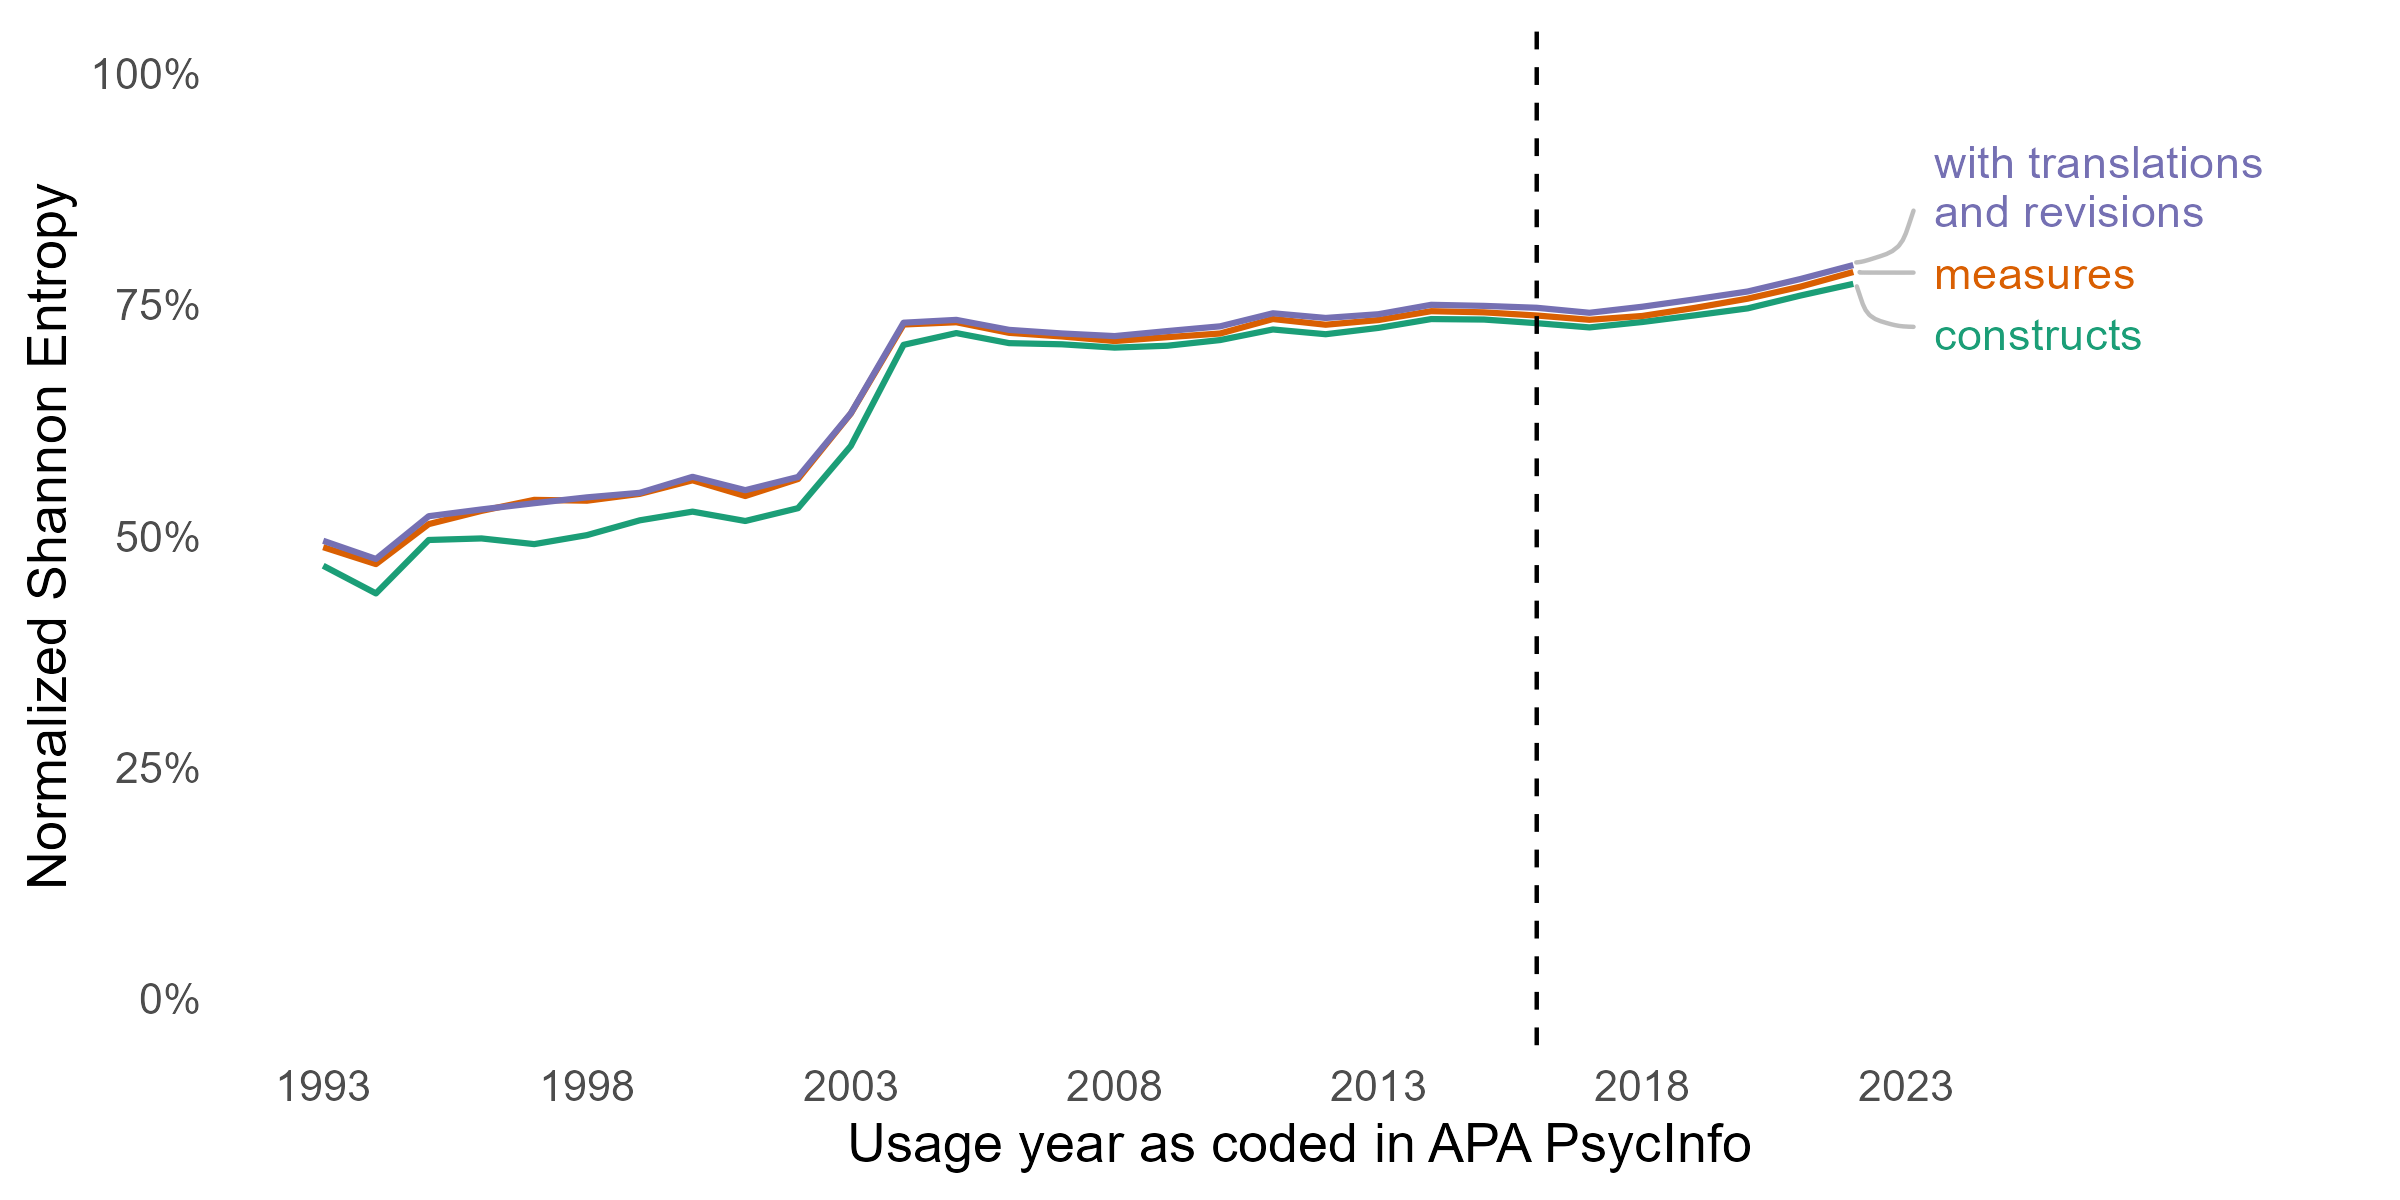 100%
75%
50%
25%
0%
Normalized Shannon Entropy
with translations
and revisions
measures
constructs
1993
1998
2003
2008
2013
2018
2023
Usage year as coded in APA PsycInfo